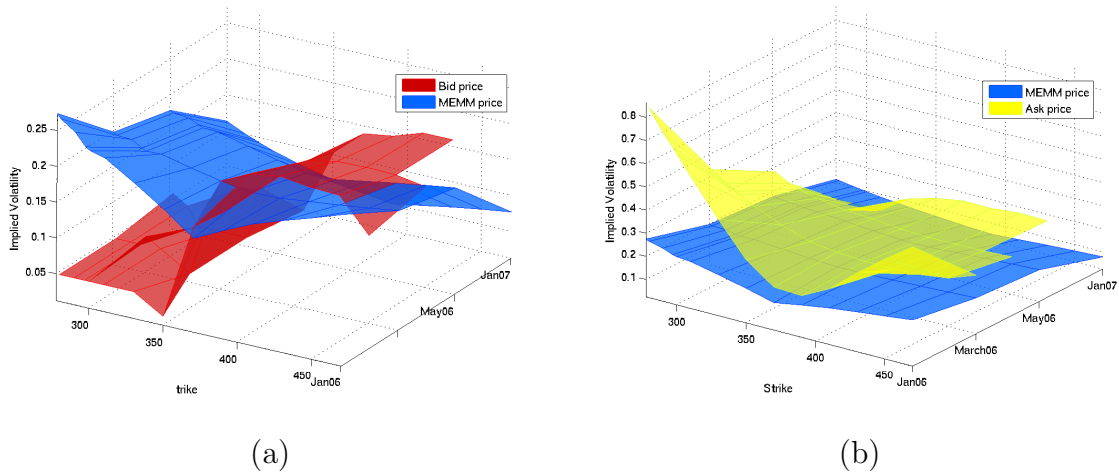 Bid price
MEMM price
0.25
0.2
0.15
0.1
0.05
Implied Volatility
300
350
400
450
trike
Jan06
May06
Jan07
(a)
MEMM price
Ask price
0.8
0.7
0.6
0.5
0.4
0.3
0.2
0.1
Implied Volatility
300
350
400
450
Strike
Jan06
March06
May06
Jan07
(b)